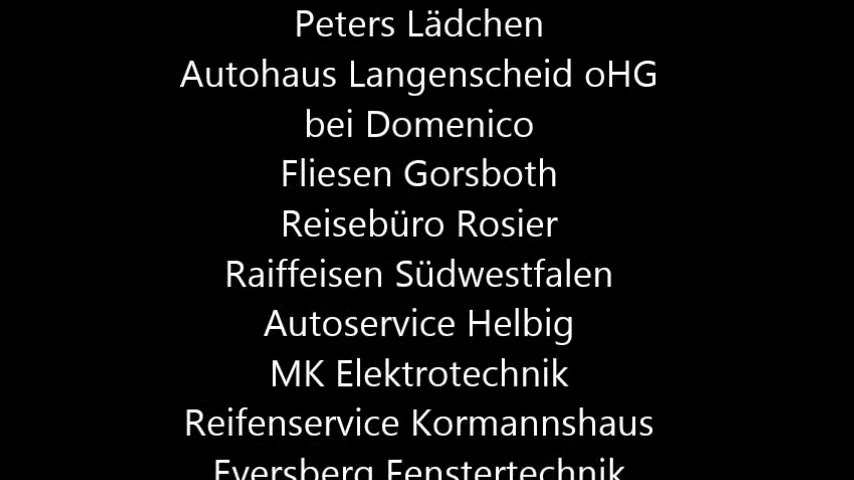 Peters Lädchen
Autohaus Langenscheid oHG
bei Domenico
Fliesen Gorsboth
Reisebüro Rosier
Raiffeisen Südwestfalen
Autoservice Helbig
MK Elektrotechnik
Reifenservice Kormannshaus
Eversberg Fenstertechnik